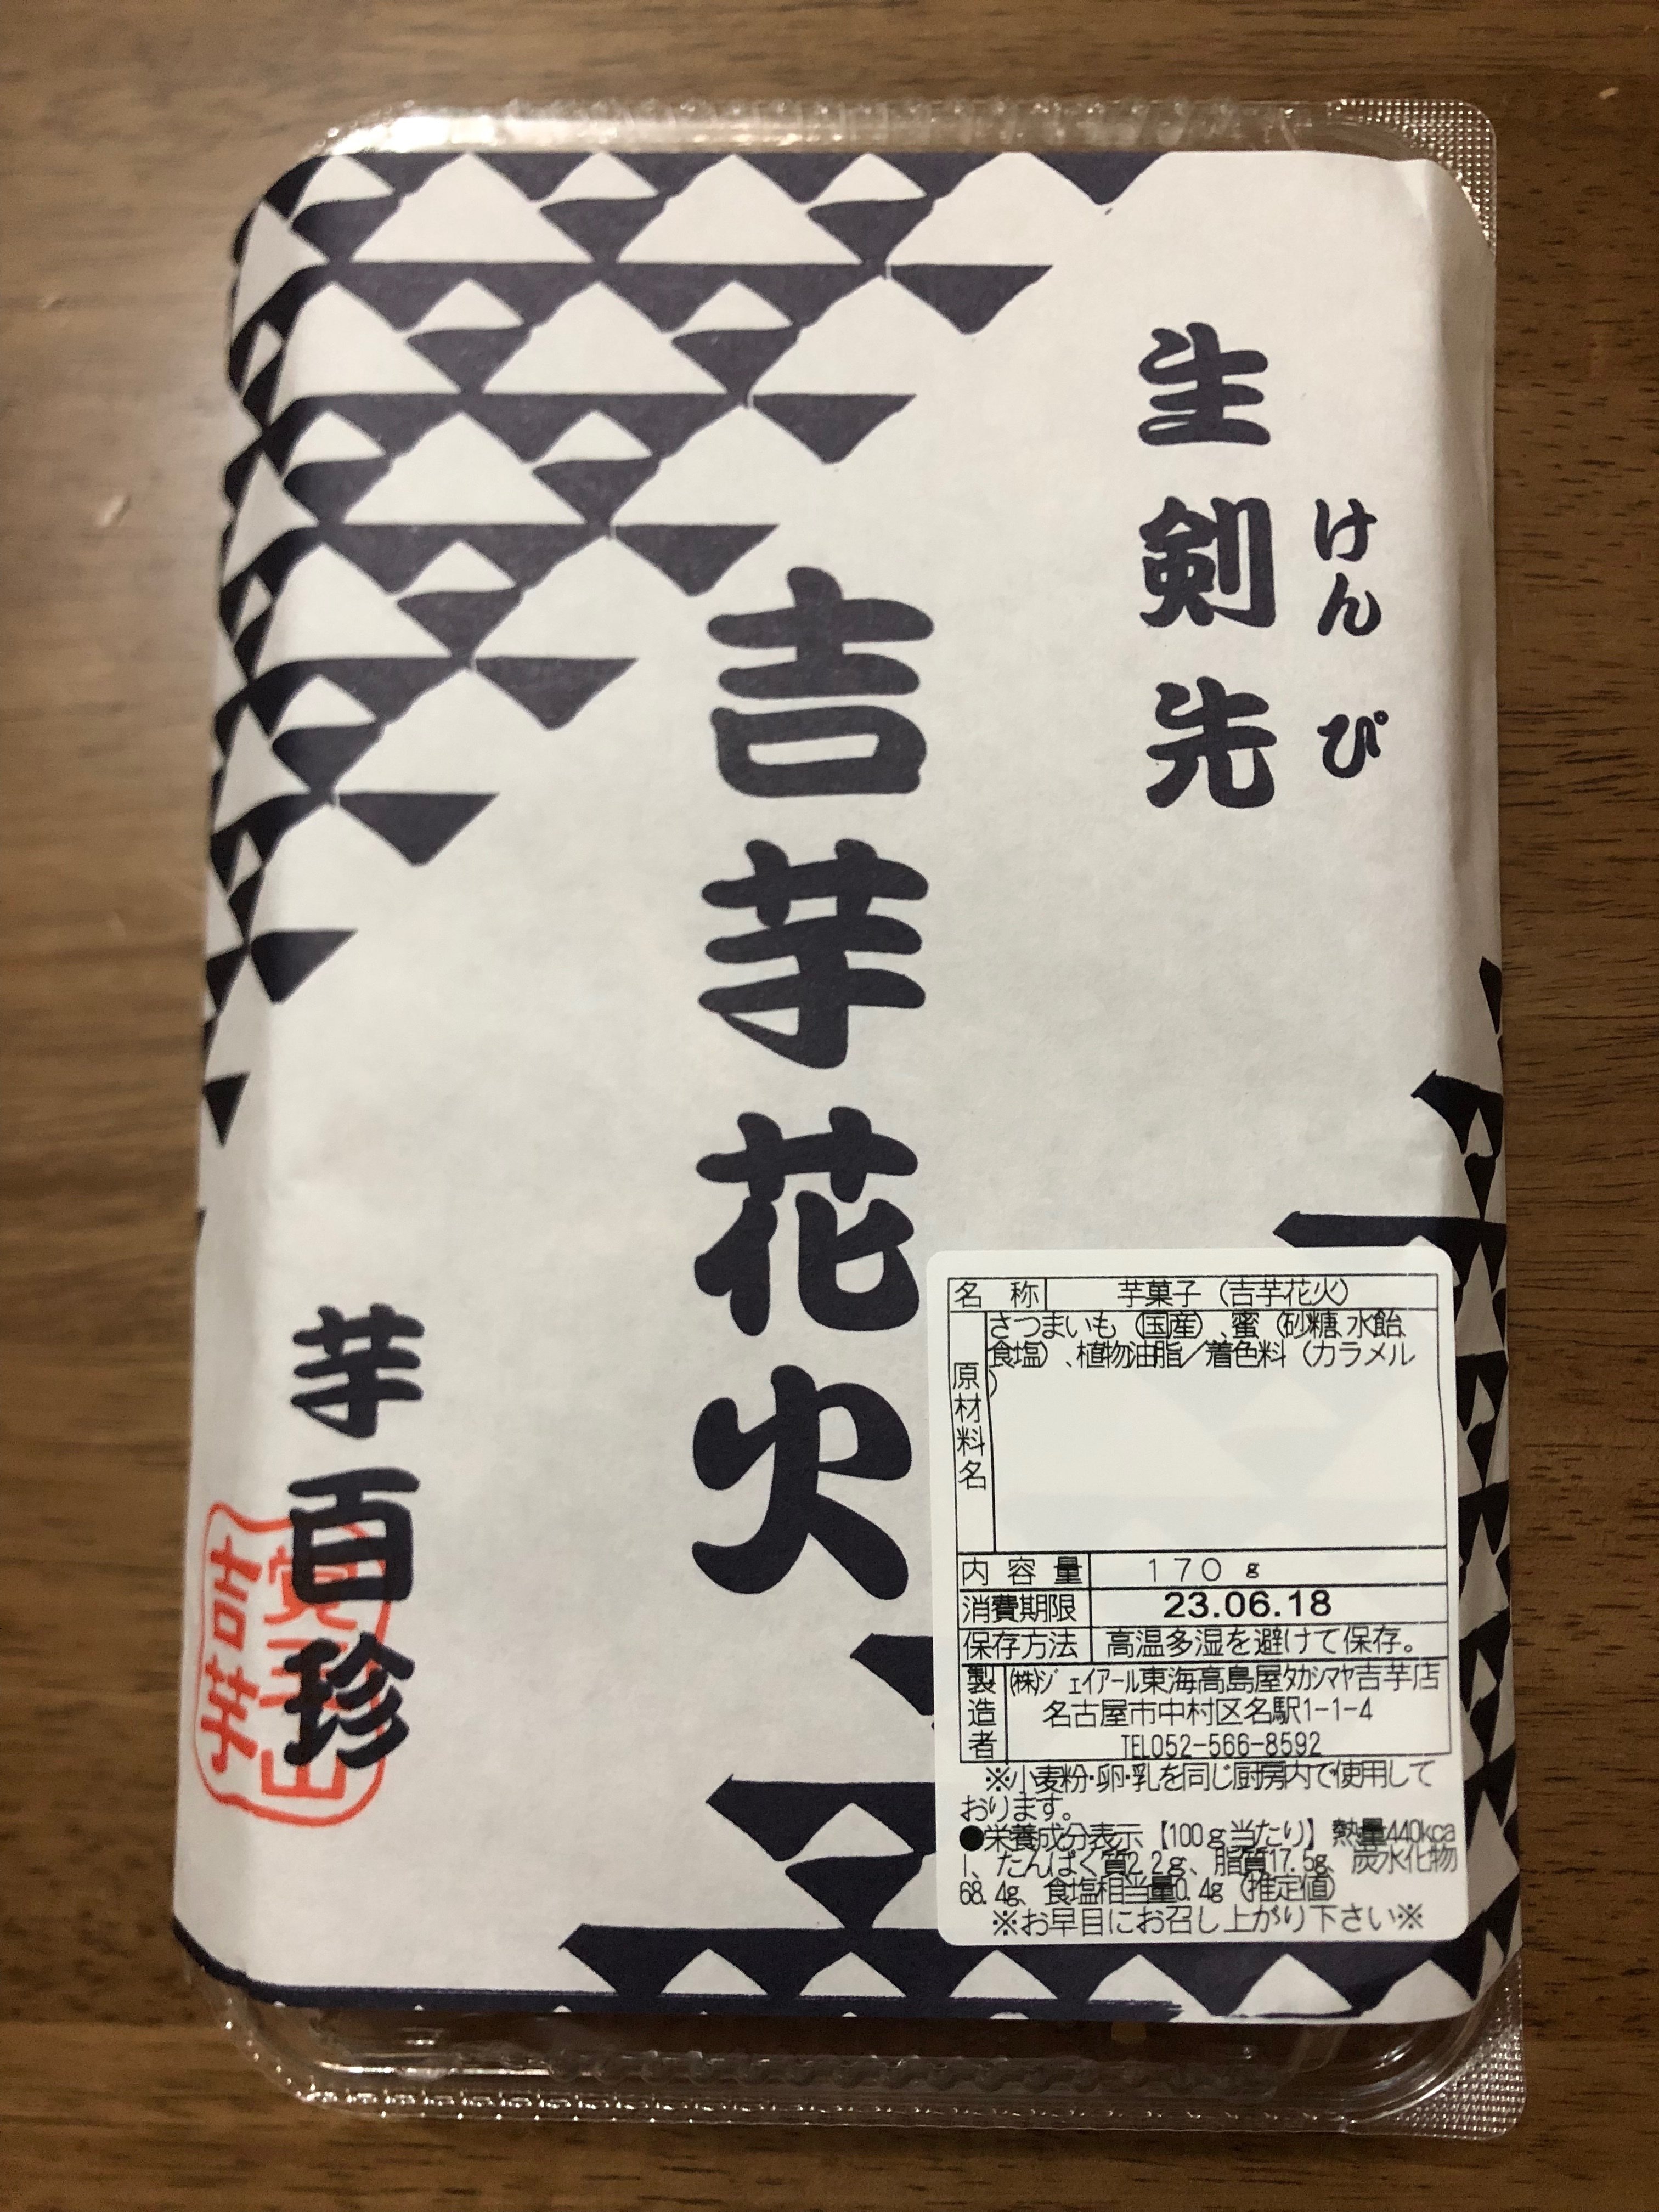 けんぴ
生剣先
吉芋花火
芋百珍
吉芋
名称 芋菓子（吉芋花火）
原材料名 さつまいも（国産）、蜜（砂糖、水飴、
食塩）、植物油脂／着色料（カラメル
）
内容量 １７０ｇ
消費期限 23.06.18
保存方法 高温多湿を避けて保存。
製造者 ㈱ジェイアール東海髙島屋タカシマヤ吉芋店
名古屋市中村区名駅1-1-4
TEL052-566-8592
※小麦粉・卵・乳を同じ厨房内で使用して
おります。
●栄養成分表示【100ｇ当たり】熱量440kca
l、たんぱく質2.2g、脂質17.5g、炭水化物
68.4g、食塩相当量0.4g（推定値）
※お早目にお召し上がり下さい※